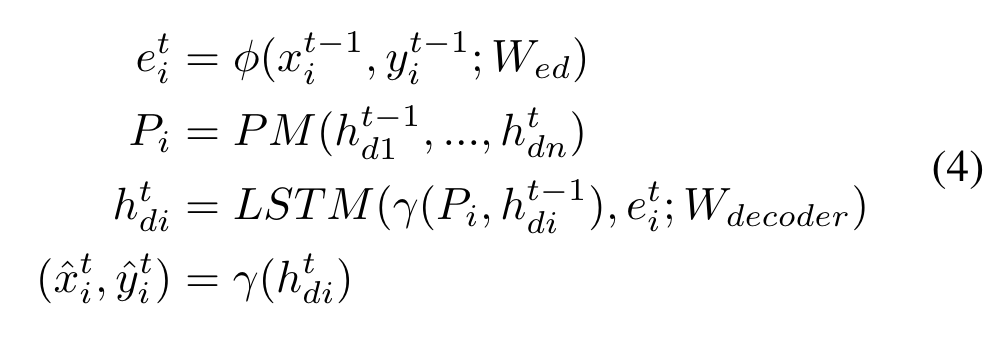 $e_i^t = \phi(x_i^{t-1}, y_i^{t-1}; W_{ed})$
$P_i = PM(h_{d1}^{t-1}, ..., h_{dn}^t)$
$h_{di}^t = LSTM(\gamma(P_i, h_{di}^{t-1}), e_i^t; W_{decoder})$
$(\hat{x}_i^t, \hat{y}_i^t) = \gamma(h_{di}^t)$
(4)